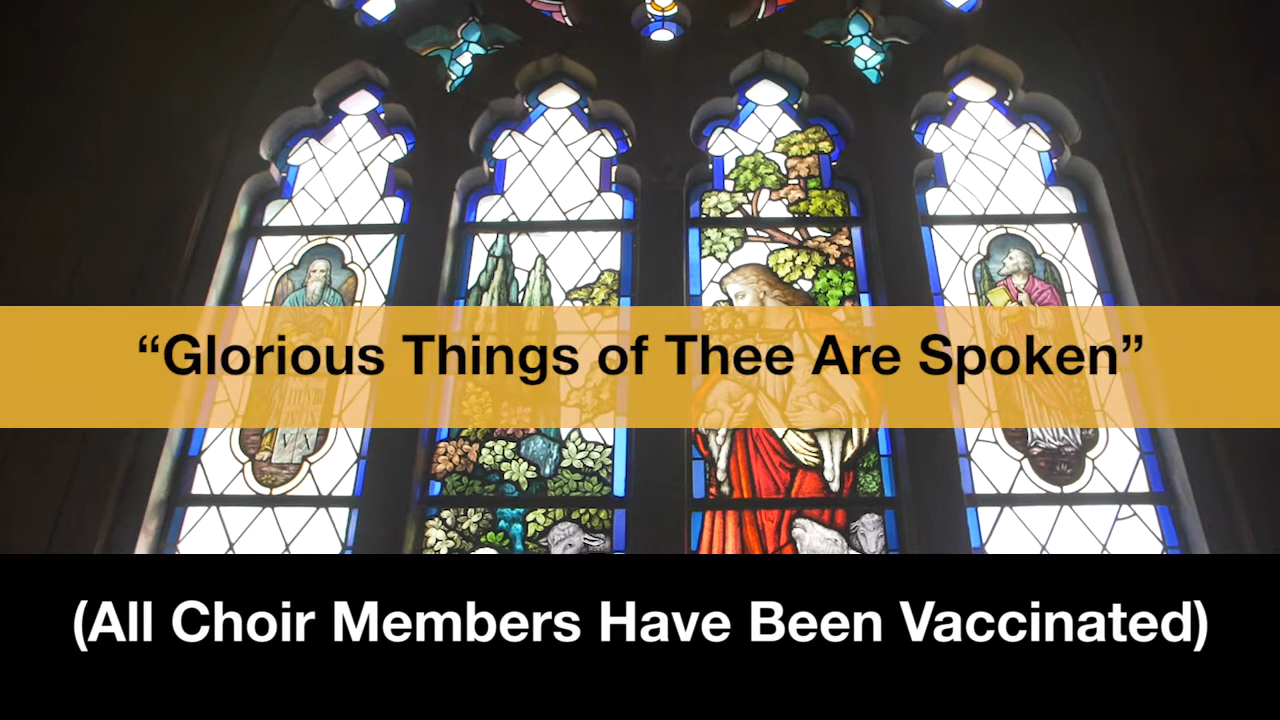 “Glorious Things of Thee Are Spoken”
(All Choir Members Have Been Vaccinated)